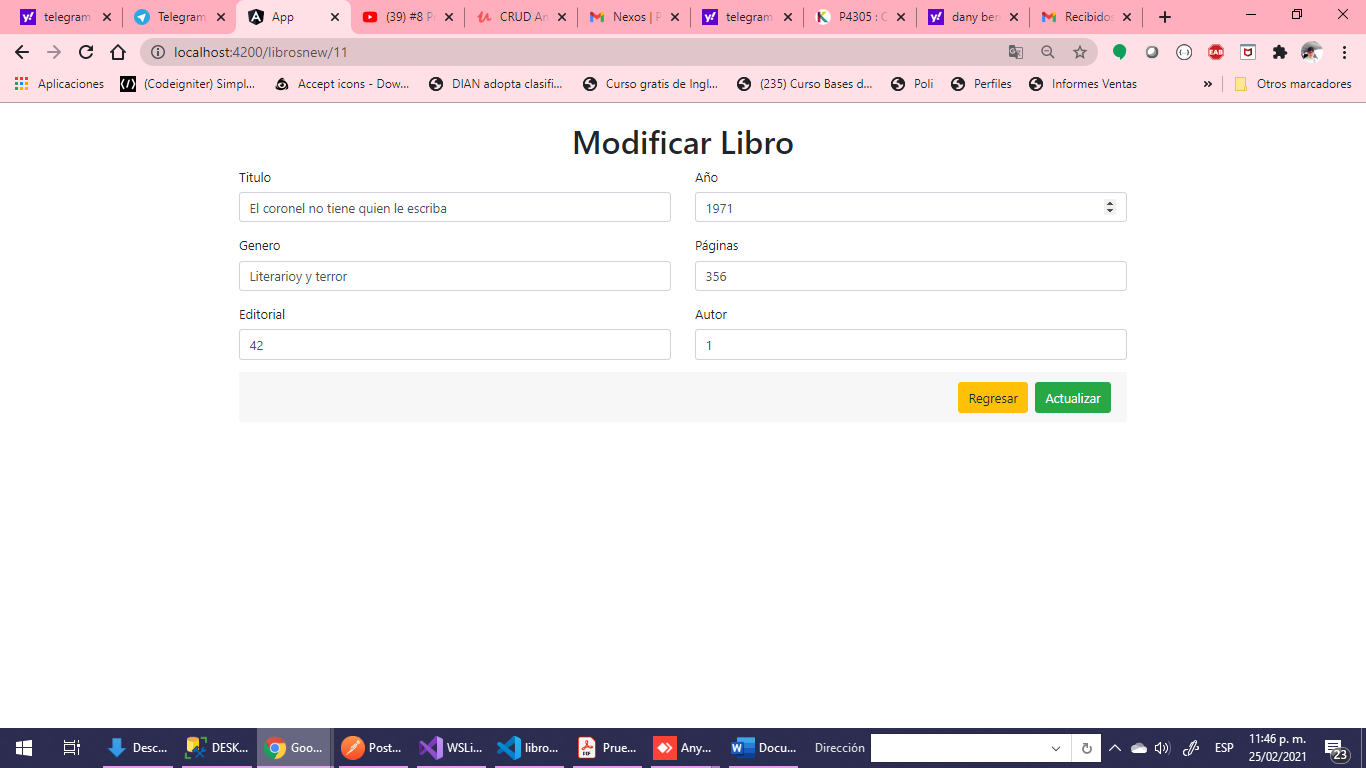 telegram
Telegram
App
(39) #8 P
CRUD An
Nexos | P
telegram
P4305 : C
dany ber
Recibidos
localhost:4200/librosnew/11
Aplicaciones
(Codeigniter) Simpl...
Accept icons - Dow...
DIAN adopta clasifi...
Curso gratis de Ingl...
(235) Curso Bases d...
Poli
Perfiles
Informes Ventas
»
Otros marcadores
Modificar Libro
Titulo
Año
El coronel no tiene quien le escriba
1971
Genero
Páginas
Literarioy y terror
356
Editorial
Autor
42
1
Regresar
Actualizar
Desc...
DESK...
Goo...
Post...
WSLi...
libro...
Prue...
Any...
Docu...
Dirección
ESP
11:46 p. m.
25/02/2021
23